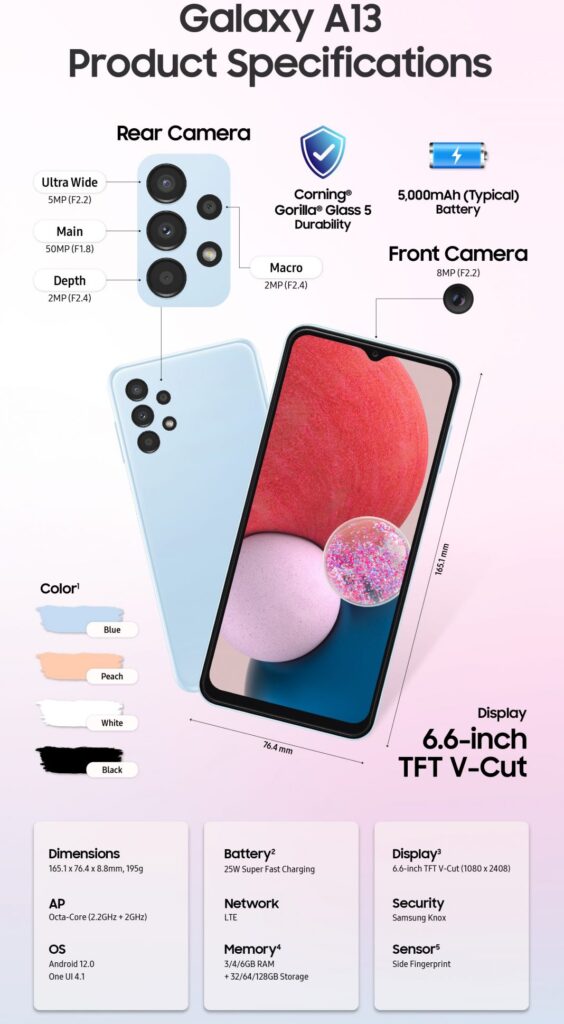 Galaxy A13
Product Specifications
Rear Camera
Ultra Wide
5MP (F2.2)
Main
50MP (F1.8)
Depth
2MP (F2.4)
Macro
2MP (F2.4)
Corning®
Gorilla® Glass 5
Durability
5,000mAh (Typical)
Battery
Front Camera
8MP (F2.2)
165.1 mm
76.4 mm
Color¹
Blue
Peach
White
Black
Display
6.6-inch
TFT V-Cut
Dimensions
165.1 x 76.4 x 8.8mm, 195g
AP
Octa-Core (2.2GHz + 2GHz)
OS
Android 12.0
One UI 4.1
Battery²
25W Super Fast Charging
Network
LTE
Memory⁴
3/4/6GB RAM
+ 32/64/128GB Storage
Display³
6.6-inch TFT V-Cut (1080 x 2408)
Security
Samsung Knox
Sensor⁵
Side Fingerprint